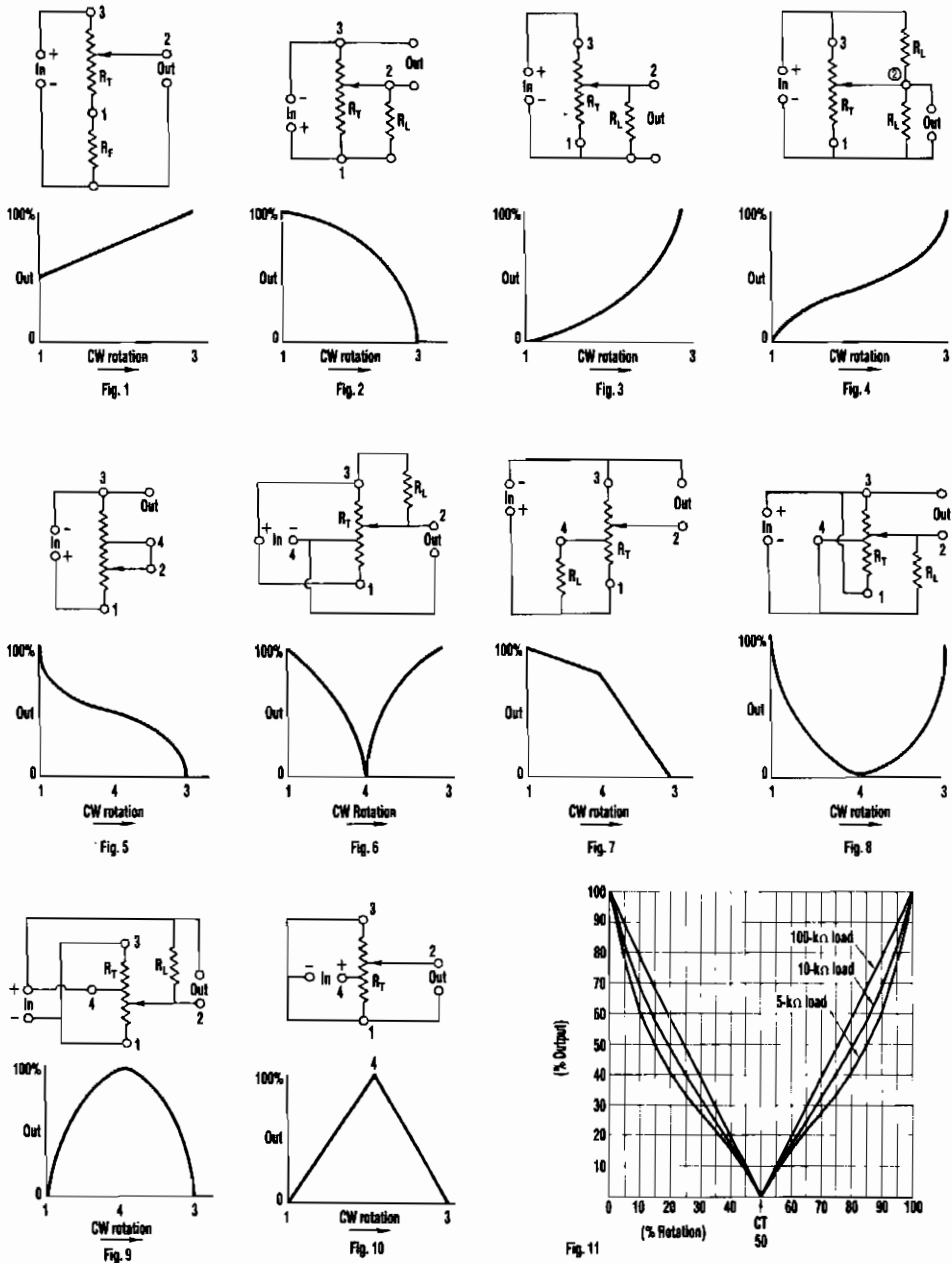 3
+
In
-
2
Out
R_T
1
R_F
100%
Out
0
1
3
CW rotation
Fig. 1
3
Out
2
-
In
+
R_T
R_L
1
100%
Out
0
1
3
CW rotation
Fig. 2
3
+
In
-
2
R_T
R_L
Out
1
100%
Out
0
1
3
CW rotation
Fig. 3
3
R_L
+
In
-
②
R_T
R_L
Out
1
100%
Out
0
1
3
CW rotation
Fig. 4
3
Out
-
In
+
4
2
1
100%
Out
0
1
4
3
CW rotation
Fig. 5
3
R_L
R_T
+
-
In
4
2
Out
1
100%
Out
0
1
4
3
CW Rotation
Fig. 6
3
-
In
+
Out
4
2
R_T
R_L
1
100%
Out
0
1
4
3
CW rotation
Fig. 7
3
Out
+
In
-
4
2
R_T
R_L
1
100%
Out
0
1
4
3
CW rotation
Fig. 8
3
R_T
R_L
+
In
-
4
Out
2
1
100%
Out
0
1
4
3
CW rotation
Fig. 9
3
-
+
In
4
R_T
2
Out
1
4
100%
Out
0
1
3
CW rotation
Fig. 10
100
90
80
70
60
50
40
30
20
10
(% Output)
100-kΩ load
10-kΩ load
5-kΩ load
0 10 20 30 40 CT 50 60 70 80 90 100
(% Rotation)
Fig. 11